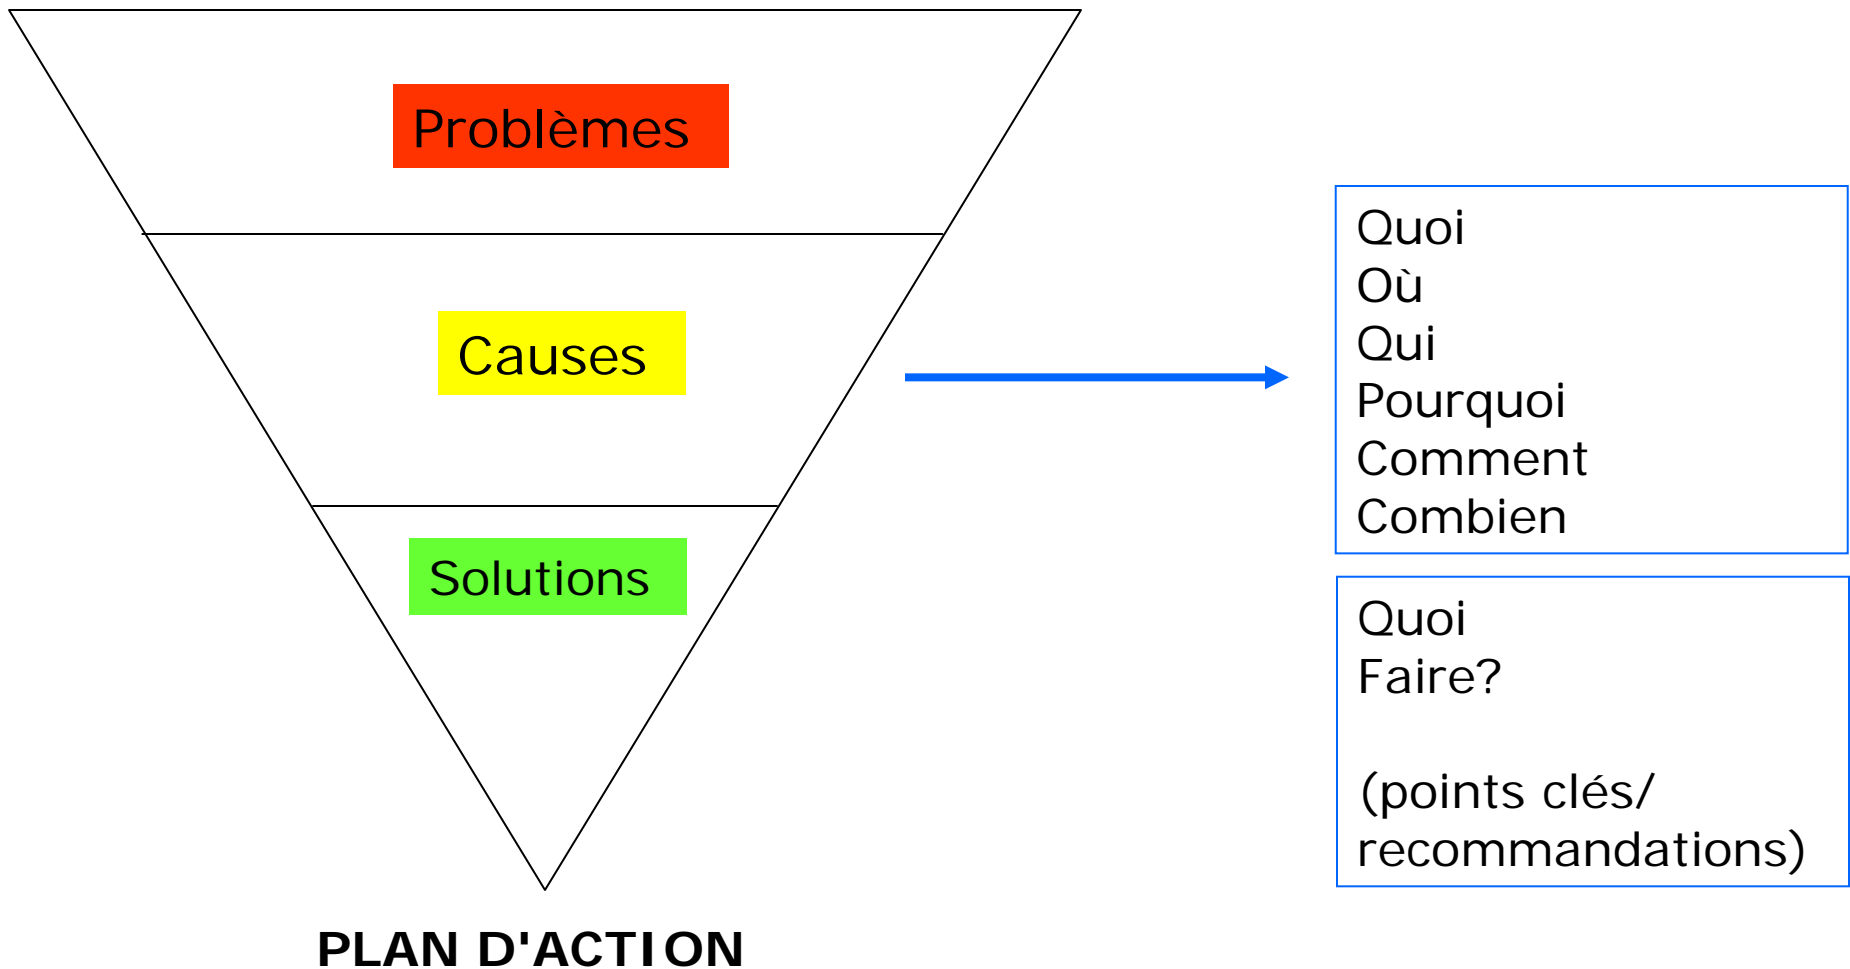 Problèmes
Causes
Solutions
PLAN D'ACTION
Quoi
Où
Qui
Pourquoi
Comment
Combien
Quoi
Faire?
(points clés/
recommandations)